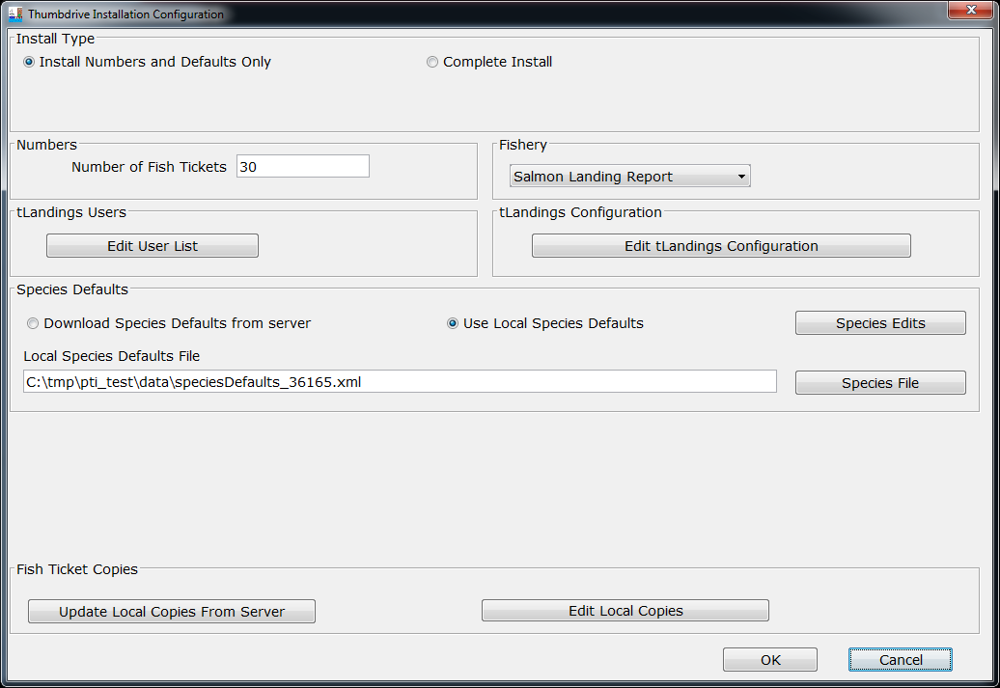 Thumbdrive Installation Configuration
Install Type
Install Numbers and Defaults Only
Complete Install
Numbers
Number of Fish Tickets
30
Fishery
Salmon Landing Report
tLandings Users
Edit User List
tLandings Configuration
Edit tLandings Configuration
Species Defaults
Download Species Defaults from server
Use Local Species Defaults
Species Edits
Local Species Defaults File
C:\tmp\pti_test\data\speciesDefaults_36165.xml
Species File
Fish Ticket Copies
Update Local Copies From Server
Edit Local Copies
OK
Cancel